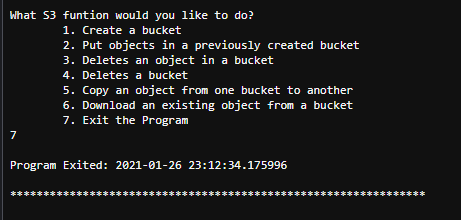 What S3 funtion would you like to do?
1. Create a bucket
2. Put objects in a previously created bucket
3. Deletes an object in a bucket
4. Deletes a bucket
5. Copy an object from one bucket to another
6. Download an existing object from a bucket
7. Exit the Program
7
Program Exited: 2021-01-26 23:12:34.175996
***************************************************************